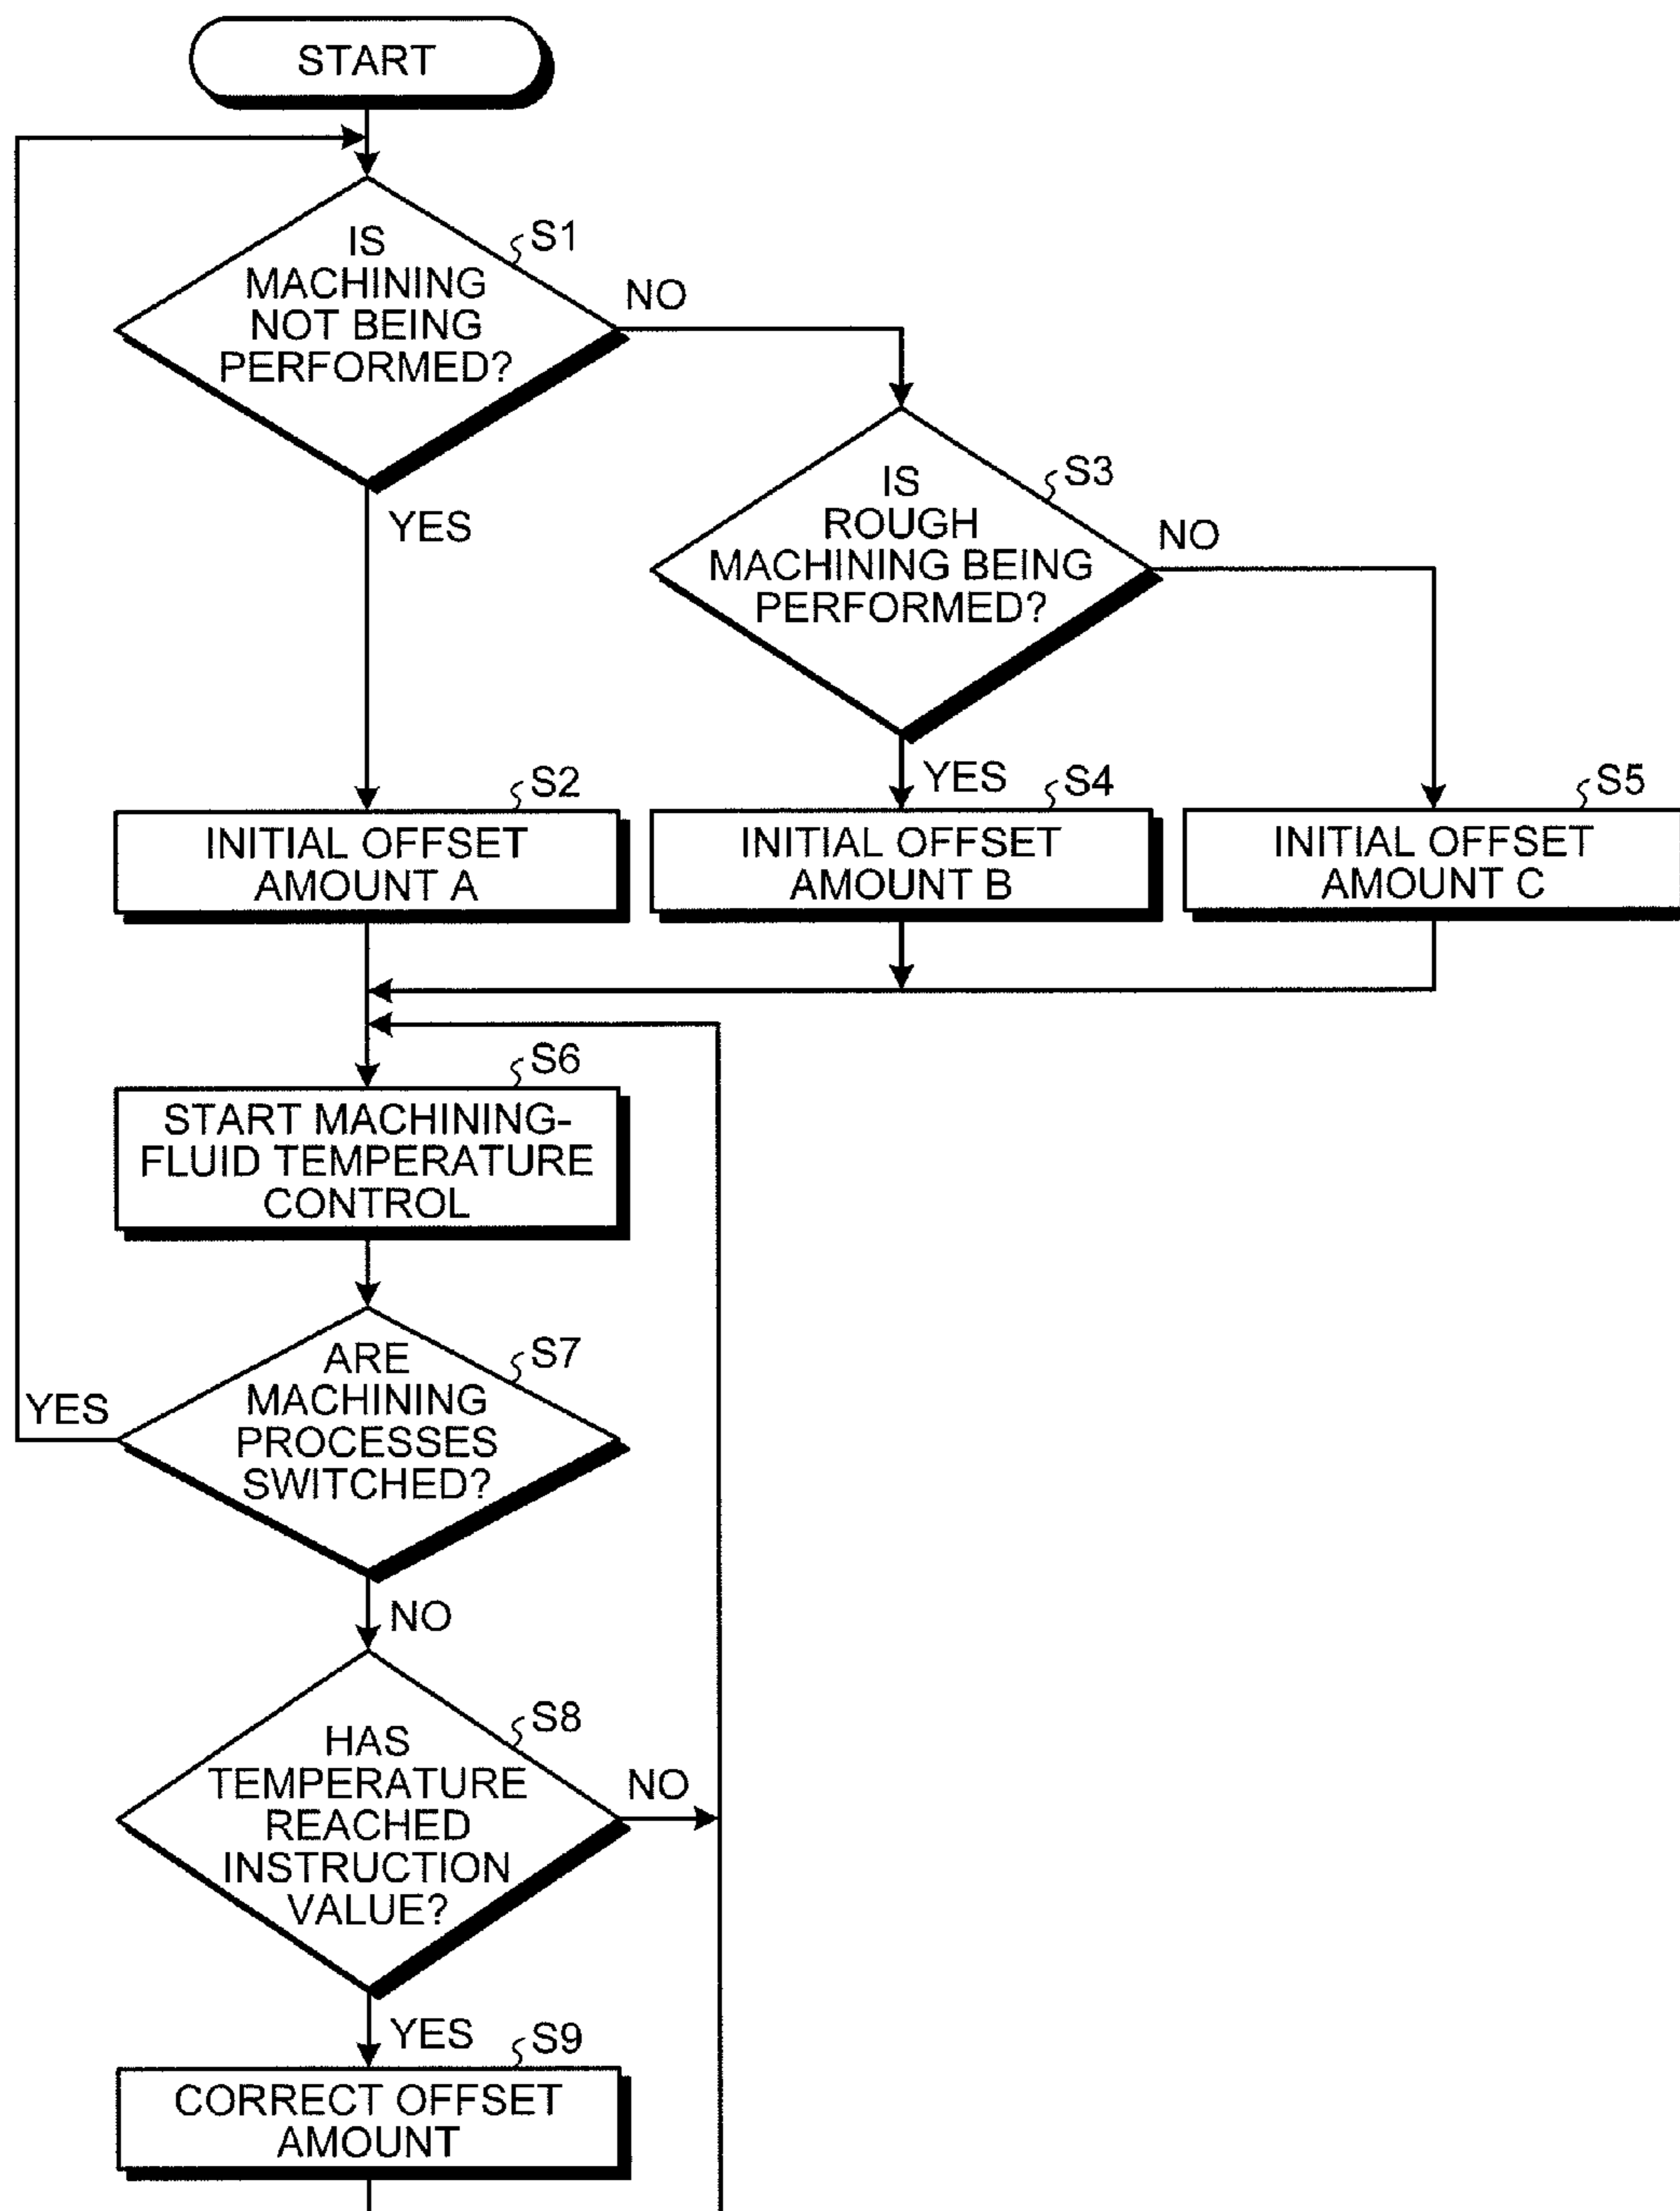 START
IS
MACHINING
NOT BEING
PERFORMED?
S1
NO
YES
IS
ROUGH
MACHINING BEING
PERFORMED?
S3
NO
YES
S2
INITIAL OFFSET
AMOUNT A
S4
INITIAL OFFSET
AMOUNT B
S5
INITIAL OFFSET
AMOUNT C
S6
START MACHINING-
FLUID TEMPERATURE
CONTROL
S7
ARE
MACHINING
PROCESSES
SWITCHED?
YES
NO
S8
HAS
TEMPERATURE
REACHED
INSTRUCTION
VALUE?
NO
YES
S9
CORRECT OFFSET
AMOUNT